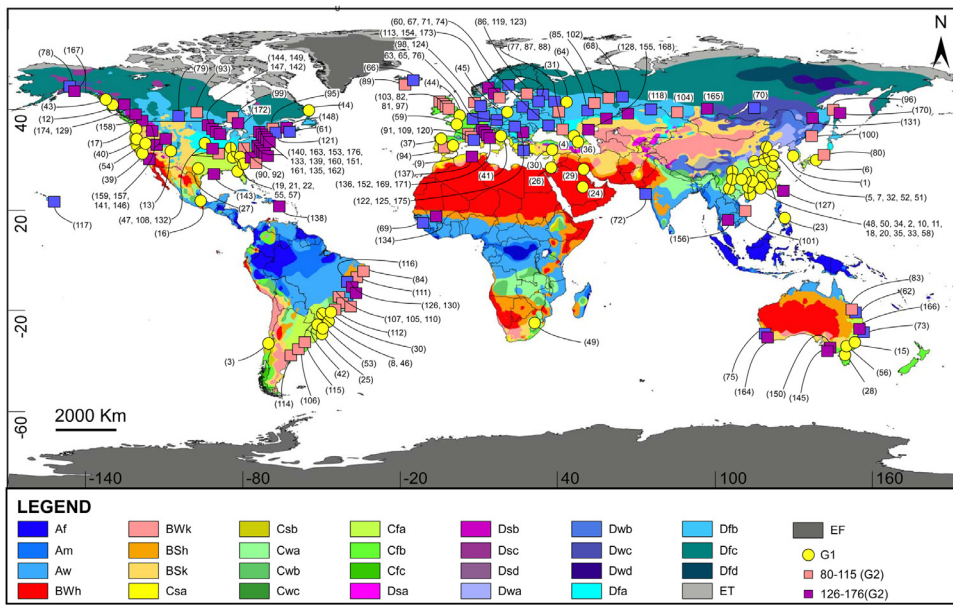 (60, 67, 71, 74)
(86, 119, 123)
N
(113, 154, 173)
(85, 102)
(78)
(167)
(144, 149,
147, 142)
(98, 124)
(77, 87, 88)
(64)
(68)
(128, 155, 168)
(79)
(93)
(66)
63, 65, 76)
(45)
(31)
(89)
(44)
(99)
(95)
(103, 82,
81, 97)
(118)
(104)
(165)
(70)
(96)
(172)
(14)
(170)
(43)
(148)
(59)
(131)
(12)
(61)
(174, 129)
(121)
(91, 109, 120)
(100)
(158)
(37)
(4)
(36)
(17)
(140, 163, 153, 176,
133, 139, 160, 151,
161, 135, 162)
(94)
(80)
(40)
(9)
(30)
(54)
(90, 92)
(137)
(6)
(39)
(41)
(26)
(29)
(1)
(19, 21, 22,
55, 57)
(136, 152, 169, 171)
(24)
(159, 157,
141, 146)
(13)
(143)
(122, 125, 175)
(127)
(5, 7, 32, 52, 51)
(47, 108, 132)
(27)
(138)
(72)
(117)
(16)
(69)
(23)
(48, 50, 34, 2, 10, 11,
18, 20, 35, 33, 58)
(134)
(156)
(101)
(116)
(84)
(83)
(111)
(62)
(126, 130)
(166)
(107, 105, 110)
(73)
(112)
(30)
(49)
(15)
(3)
(53)
(8, 46)
(75)
(42)
(25)
(56)
(164)
(150)
(115)
(145)
(28)
(114)
(106)
40
20
-20
-60
2000 Km
-140
-80
-20
40
100
160
LEGEND
Af
BWk
Csb
Cfa
Dsb
Dwb
Dfb
EF
Am
BSh
Cwa
Cfb
Dsc
Dwc
Dfc
G1
Aw
BSk
Cwb
Cfc
Dsd
Dwd
Dfd
80-115 (G2)
BWh
Csa
Cwc
Dsa
Dwa
Dfa
ET
126-176(G2)